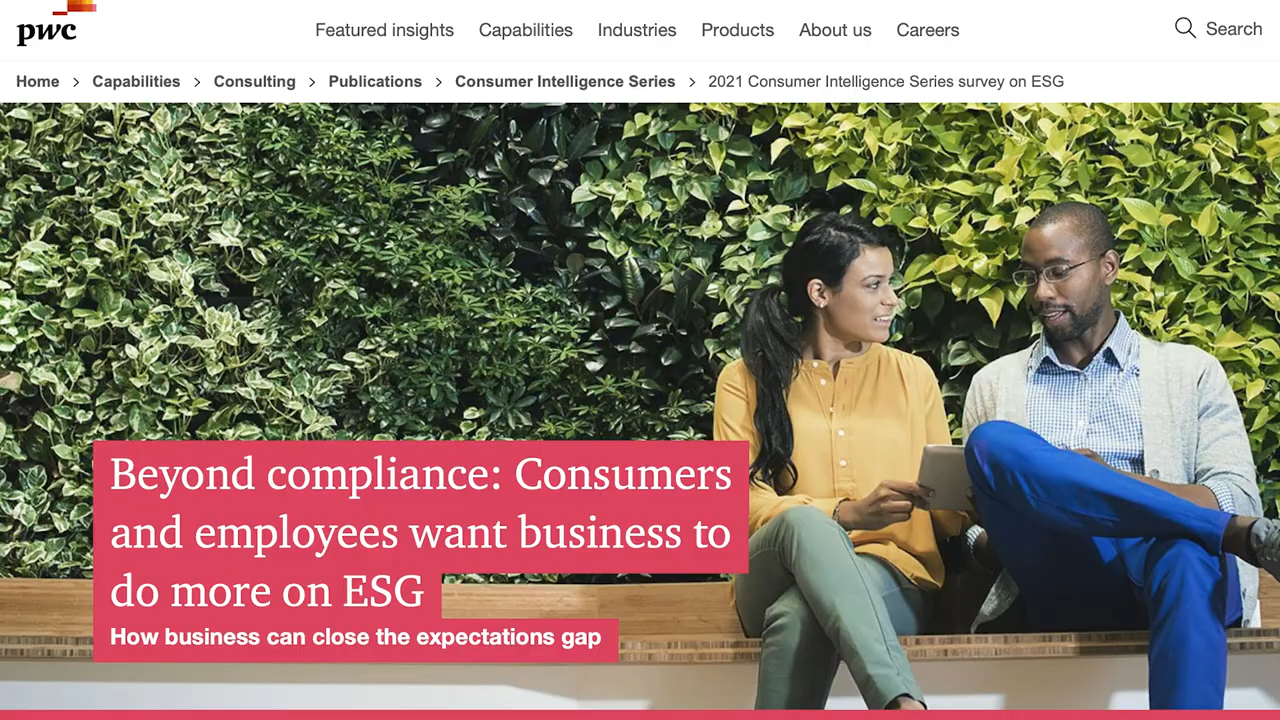 pwc
Featured insights Capabilities Industries Products About us Careers Search
Home > Capabilities > Consulting > Publications > Consumer Intelligence Series > 2021 Consumer Intelligence Series survey on ESG
Beyond compliance: Consumers
and employees want business to
do more on ESG
How business can close the expectations gap